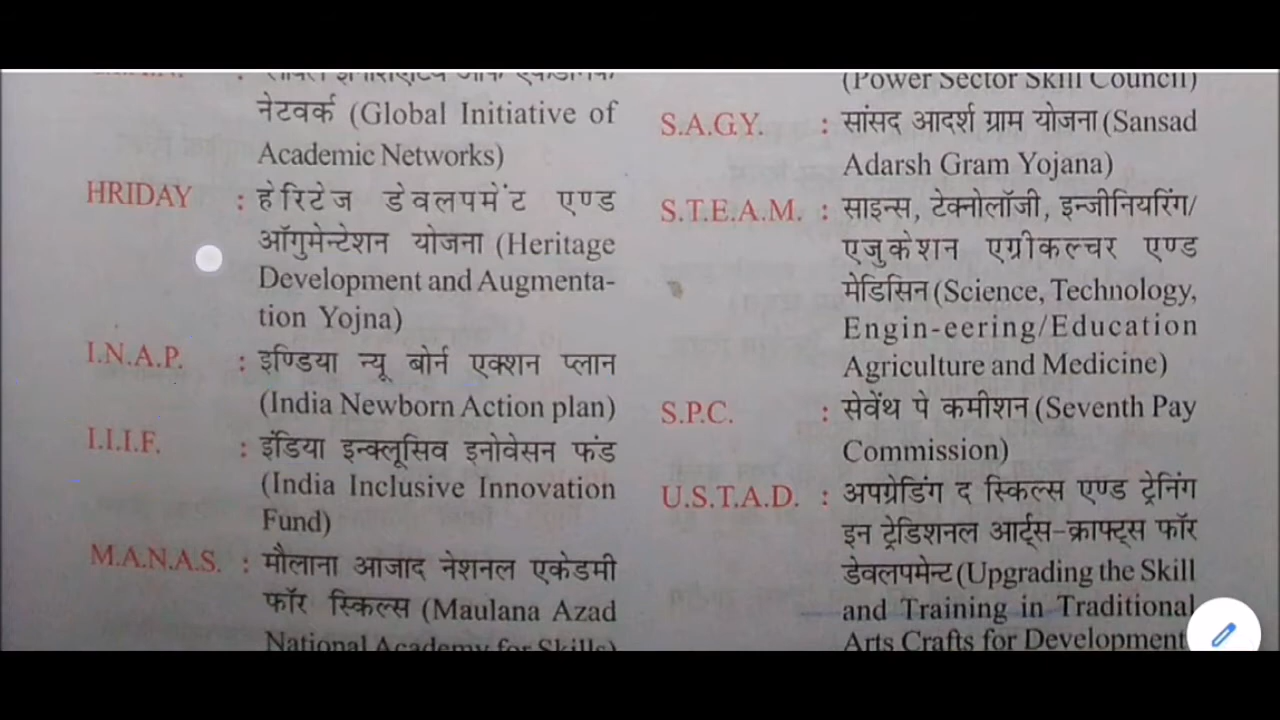 नेटवर्क (Global Initiative of
Academic Networks)
HRIDAY : हेरिटेज डेवलपमेंट एण्ड
ऑगुमेन्टेशन योजना (Heritage
Development and Augmenta-
tion Yojna)
I.N.A.P. : इण्डिया न्यू बोर्न एक्शन प्लान
(India Newborn Action plan)
I.I.I.F. : इंडिया इन्क्लूसिव इनोवेसन फंड
(India Inclusive Innovation
Fund)
M.A.N.A.S. : मौलाना आजाद नेशनल एकेडमी
फॉर स्किल्स (Maulana Azad
National Academy for Skills)
(Power Sector Skill Council)
S.A.G.Y. : सांसद आदर्श ग्राम योजना (Sansad
Adarsh Gram Yojana)
S.T.E.A.M. : साइन्स, टेक्नोलॉजी, इन्जीनियरिंग/
एजुकेशन एग्रीकल्चर एण्ड
मेडिसिन (Science, Technology,
Engin-eering/Education
Agriculture and Medicine)
S.P.C. : सेवेंथ पे कमीशन (Seventh Pay
Commission)
U.S.T.A.D. : अपग्रेडिंग द स्किल्स एण्ड ट्रेनिंग
इन ट्रेडिशनल आर्ट्स-क्राफ्ट्स फॉर
डेवलपमेन्ट (Upgrading the Skill
and Training in Traditional
Arts Crafts for Development